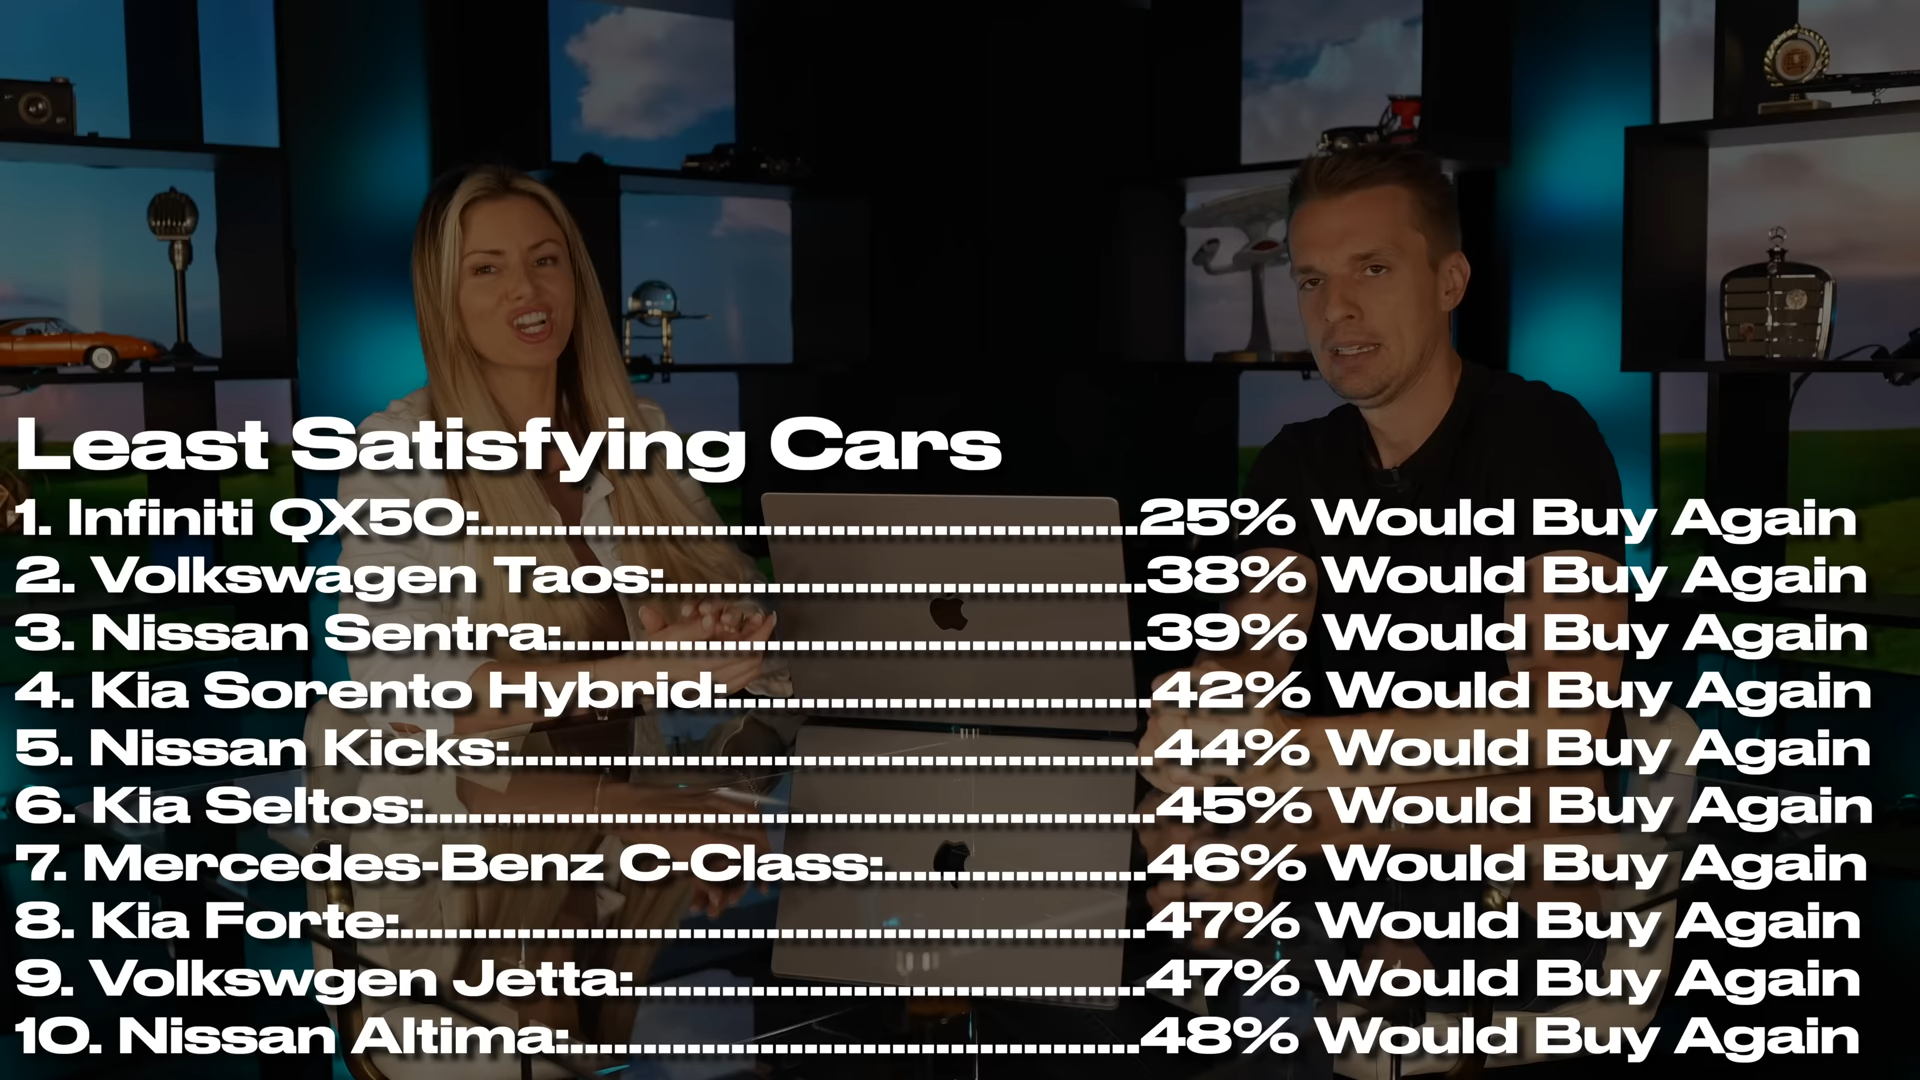 Least Satisfying Cars
1. Infiniti QX50:.............................................25% Would Buy Again
2. Volkswagen Taos:.................................38% Would Buy Again
3. Nissan Sentra:........................................39% Would Buy Again
4. Kia Sorento Hybrid:.............................42% Would Buy Again
5. Nissan Kicks:............................................44% Would Buy Again
6. Kia Seltos:..................................................45% Would Buy Again
7. Mercedes-Benz C-Class:..................46% Would Buy Again
8. Kia Forte:...................................................47% Would Buy Again
9. Volkswgen Jetta:...................................47% Would Buy Again
10. Nissan Altima:.......................................48% Would Buy Again